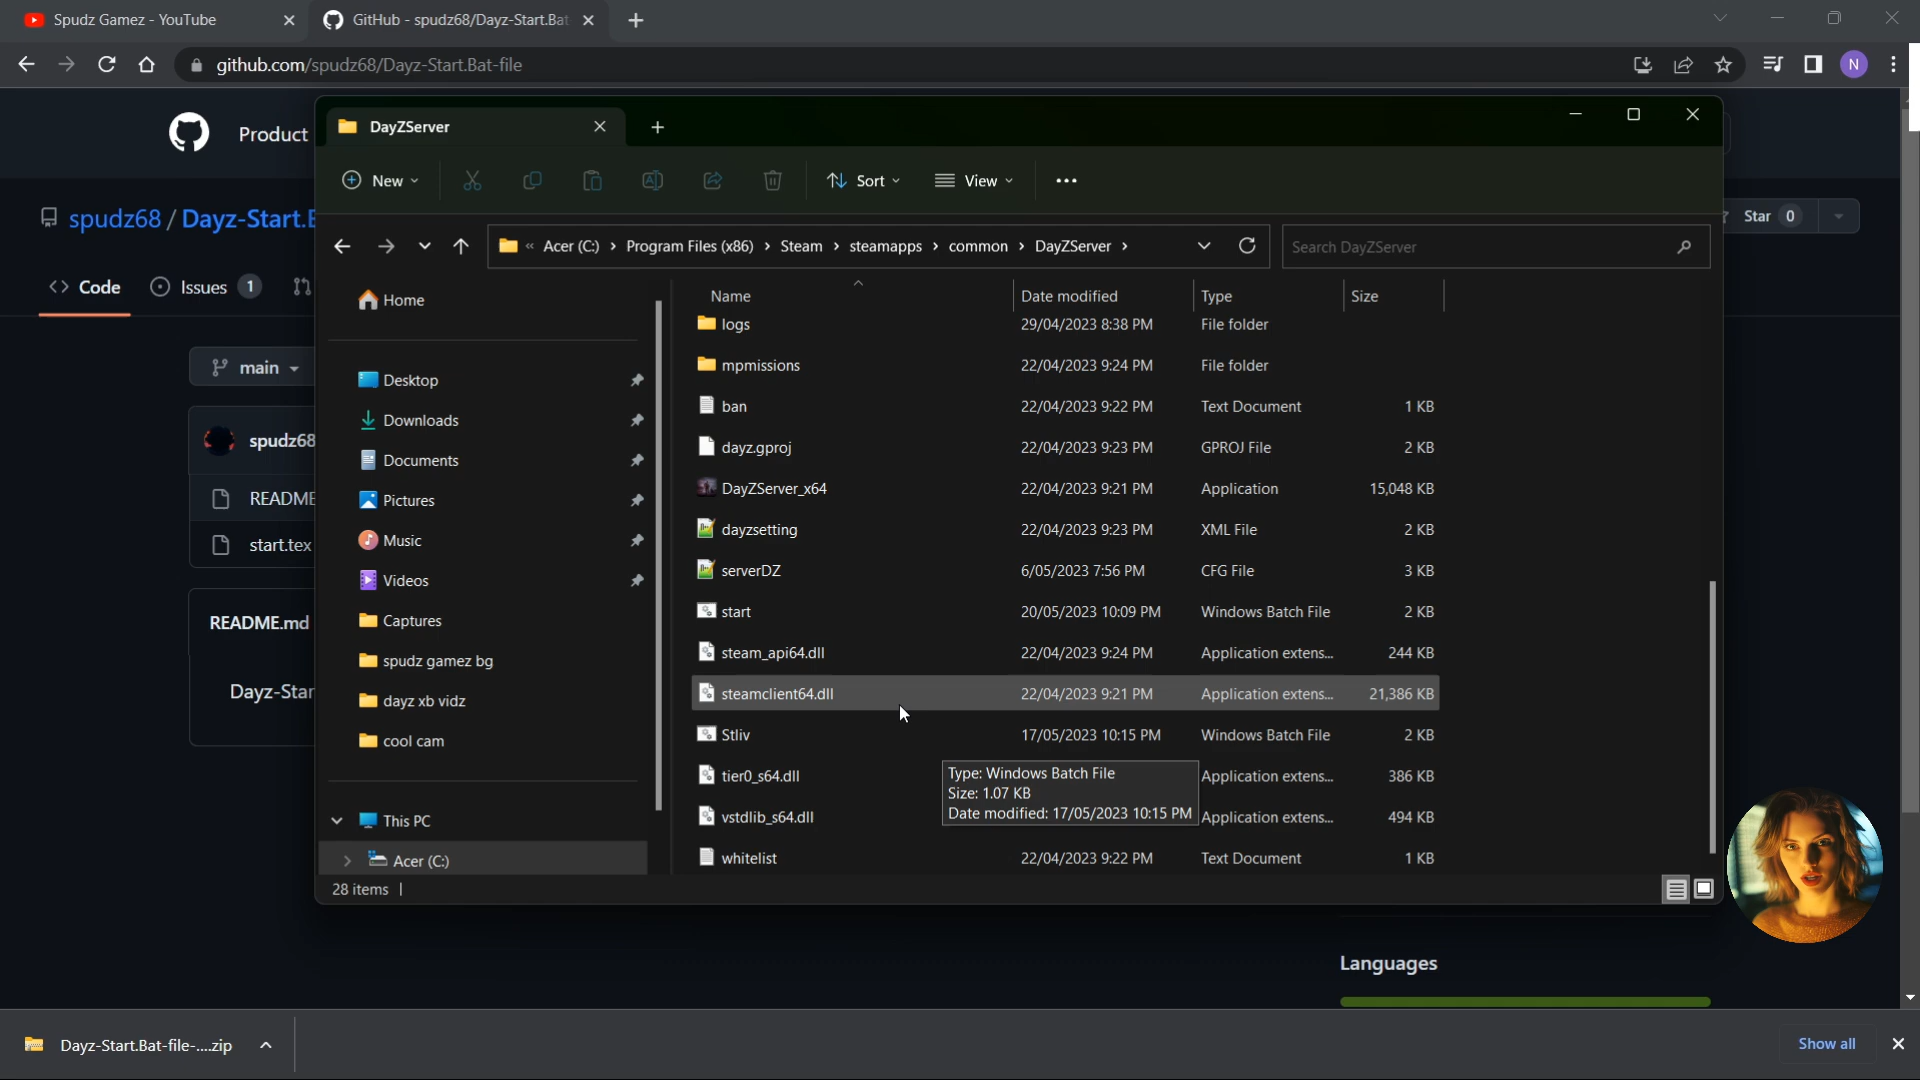 Spudz Gamez - YouTube
GitHub - spudz68/Dayz-Start.Bat
github.com/spudz68/Dayz-Start.Bat-file
N
Product
DayZServer
New
Sort
View
spudz68 / Dayz-Start.B
Star 0
« Acer (C:) › Program Files (x86) › Steam › steamapps › common › DayZServer ›
Search DayZServer
Code
Issues 1
Home
Name
Date modified
Type
Size
logs 29/04/2023 8:38 PM File folder
mpmissions 22/04/2023 9:24 PM File folder
ban 22/04/2023 9:22 PM Text Document 1 KB
dayz.gproj 22/04/2023 9:23 PM GPROJ File 2 KB
DayZServer_x64 22/04/2023 9:21 PM Application 15,048 KB
dayzsetting 22/04/2023 9:23 PM XML File 2 KB
serverDZ 6/05/2023 7:56 PM CFG File 3 KB
start 20/05/2023 10:09 PM Windows Batch File 2 KB
steam_api64.dll 22/04/2023 9:24 PM Application extens... 244 KB
steamclient64.dll 22/04/2023 9:21 PM Application extens... 21,386 KB
Stliv 17/05/2023 10:15 PM Windows Batch File 2 KB
tier0_s64.dll Application extens... 386 KB
vstdlib_s64.dll Application extens... 494 KB
whitelist 22/04/2023 9:22 PM Text Document 1 KB
Type: Windows Batch File
Size: 1.07 KB
Date modified: 17/05/2023 10:15 PM
Desktop
Downloads
Documents
Pictures
Music
Videos
Captures
spudz gamez bg
dayz xb vidz
cool cam
This PC
Acer (C:)
28 items
main
spudz68
README
start.tex
README.md
Dayz-Star
Languages
Dayz-Start.Bat-file-....zip
Show all